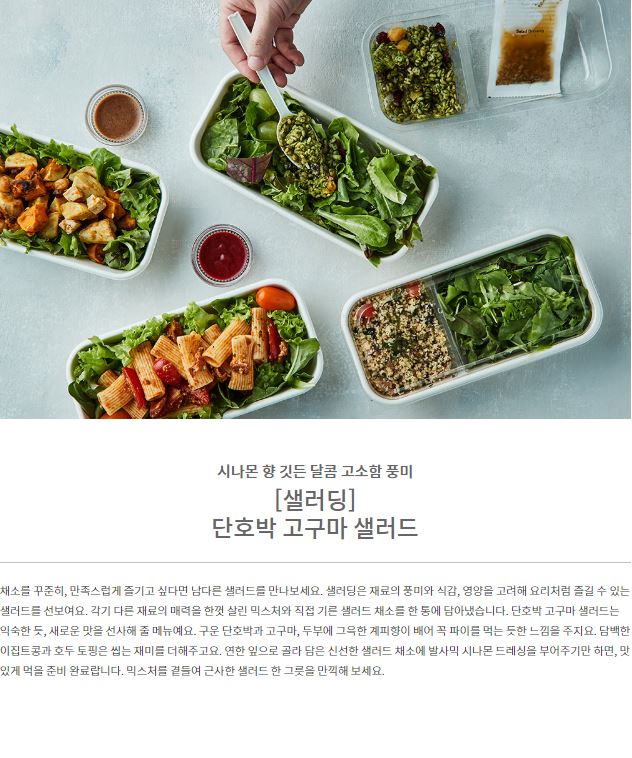 시나몬 향 깃든 달콤 고소함 풍미
[샐러딩]
단호박 고구마 샐러드
채소를 꾸준히, 만족스럽게 즐기고 싶다면 남다른 샐러드를 만나보세요. 샐러딩은 재료의 풍미와 식감, 영양을 고려해 요리처럼 즐길 수 있는
샐러드를 선보여요. 각기 다른 재료의 매력을 한껏 살린 믹스처와 직접 기른 샐러드 채소를 한 통에 담아냈습니다. 단호박 고구마 샐러드는
익숙한 듯, 새로운 맛을 선사해 줄 메뉴예요. 구운 단호박과 고구마, 두부에 그윽한 계피향이 배어 꼭 파이를 먹는 듯한 느낌을 주지요. 담백한
이집트콩과 호두 토핑은 씹는 재미를 더해주고요. 연한 잎으로 골라 담은 신선한 샐러드 채소에 발사믹 시나몬 드레싱을 부어주기만 하면, 맛
있게 먹을 준비 완료랍니다. 믹스처를 곁들여 근사한 샐러드 한 그릇을 만끽해 보세요.